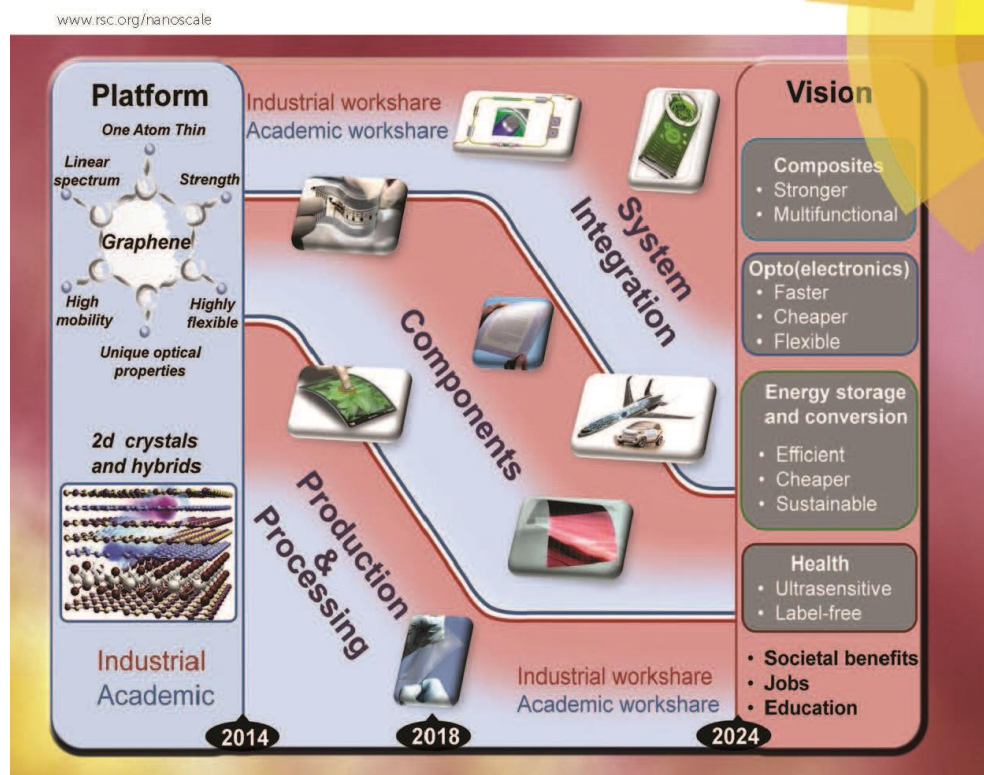 www.rsc.org/nanoscale
Platform
One Atom Thin
Linear
spectrum
Strength
Graphene
High
mobility
Highly
flexible
Unique optical
properties
2d crystals
and hybrids
Industrial
Academic
Industrial workshare
Academic workshare
System
Integration
Components
Production
&
Processing
Industrial workshare
Academic workshare
2014
2018
2024
Vision
Composites
• Stronger
• Multifunctional
Opto(electronics)
• Faster
• Cheaper
• Flexible
Energy storage
and conversion
• Efficient
• Cheaper
• Sustainable
Health
• Ultrasensitive
• Label-free
• Societal benefits
• Jobs
• Education